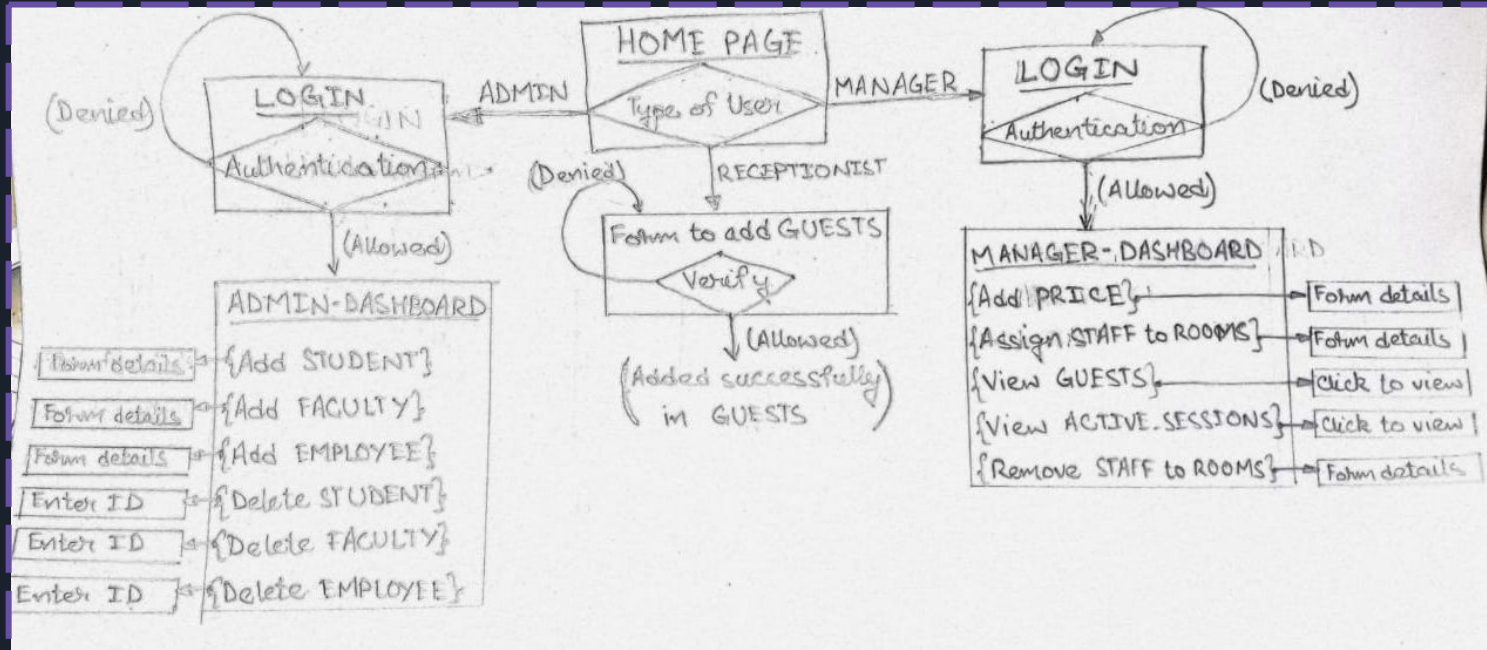 HOME PAGE
Type of User
ADMIN
MANAGER
RECEPTIONIST
LOGIN
Authentication
(Denied)
(Allowed)
ADMIN-DASHBOARD
{Add STUDENT}
Form details
{Add FACULTY}
Form details
{Add EMPLOYEE}
Form details
{Delete STUDENT}
Enter ID
{Delete FACULTY}
Enter ID
{Delete EMPLOYEE}
Enter ID
(Denied)
Form to add GUESTS
Verify
(Allowed)
(Added successfully
in GUESTS)
LOGIN
Authentication
(Denied)
(Allowed)
MANAGER-DASHBOARD
{Add PRICE}
Form details
{Assign STAFF to ROOMS}
Form details
{View GUESTS}
Click to view
{View ACTIVE-SESSIONS}
Click to view
{Remove STAFF to ROOMS}
Form details